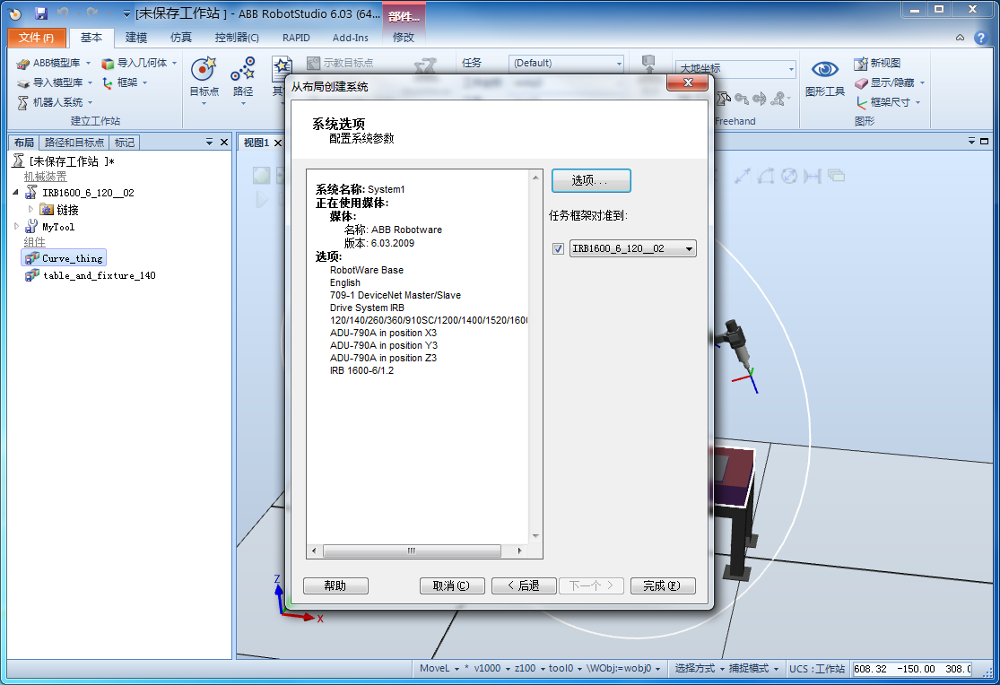 [未保存工作站 ] - ABB RobotStudio 6.03 (64...
部件...
文件(F)
基本
建模
仿真
控制器(C)
RAPID
Add-Ins
修改
ABB模型库
导入几何体
导入模型库
框架
机器人系统
建立工作站
目标点
路径
其
示教目标点
任务
(Default)
大地坐标
Freehand
图形工具
新视图
显示/隐藏
框架尺寸
图形
布局
路径和目标点
标记
[未保存工作站 ]*
机械装置
IRB1600_6_120__02
链接
MyTool
组件
Curve_thing
table_and_fixture_140
视图1
从布局创建系统
系统选项
配置系统参数
系统名称: System1
正在使用媒体:
媒体:
名称: ABB Robotware
版本: 6.03.2009
选项:
RobotWare Base
English
709-1 DeviceNet Master/Slave
Drive System IRB
120/140/260/360/910SC/1200/1400/1520/160
ADU-790A in position X3
ADU-790A in position Y3
ADU-790A in position Z3
IRB 1600-6/1.2
选项...
任务框架对准到:
IRB1600_6_120__02
帮助
取消(C)
< 后退
下一个 >
完成(F)
Z
X
MoveL
*
v1000
z100
tool0
\WObj:=wobj0
选择方式
捕捉模式
UCS : 工作站
608.32 -150.00 308.